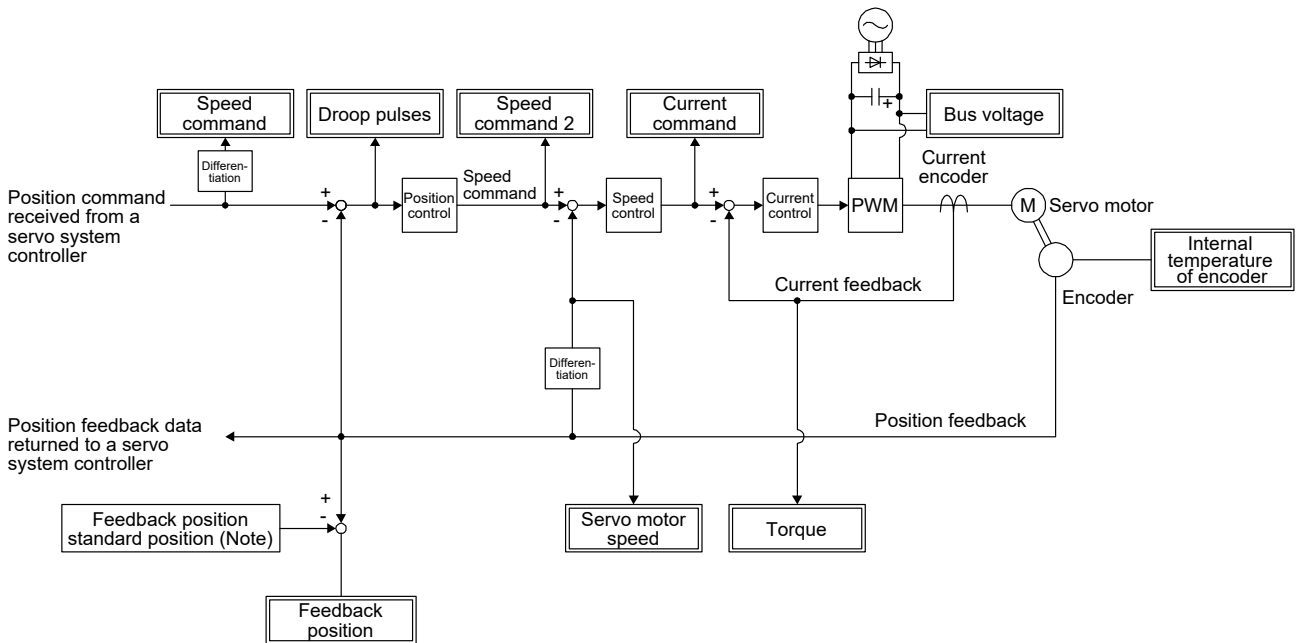 Speed
command
Droop pulses
Speed
command 2
Current
command
Bus voltage
+
Differen-
tiation
Position command
received from a
servo system
controller
+
-
Position
control
Speed
command
+
-
Speed
control
+
-
Current
control
PWM
Current
encoder
M
Servo motor
Internal
temperature
of encoder
Current feedback
Encoder
Differen-
tiation
Position feedback data
returned to a servo
system controller
Position feedback
+
-
Feedback position
standard position (Note)
Servo motor
speed
Torque
Feedback
position